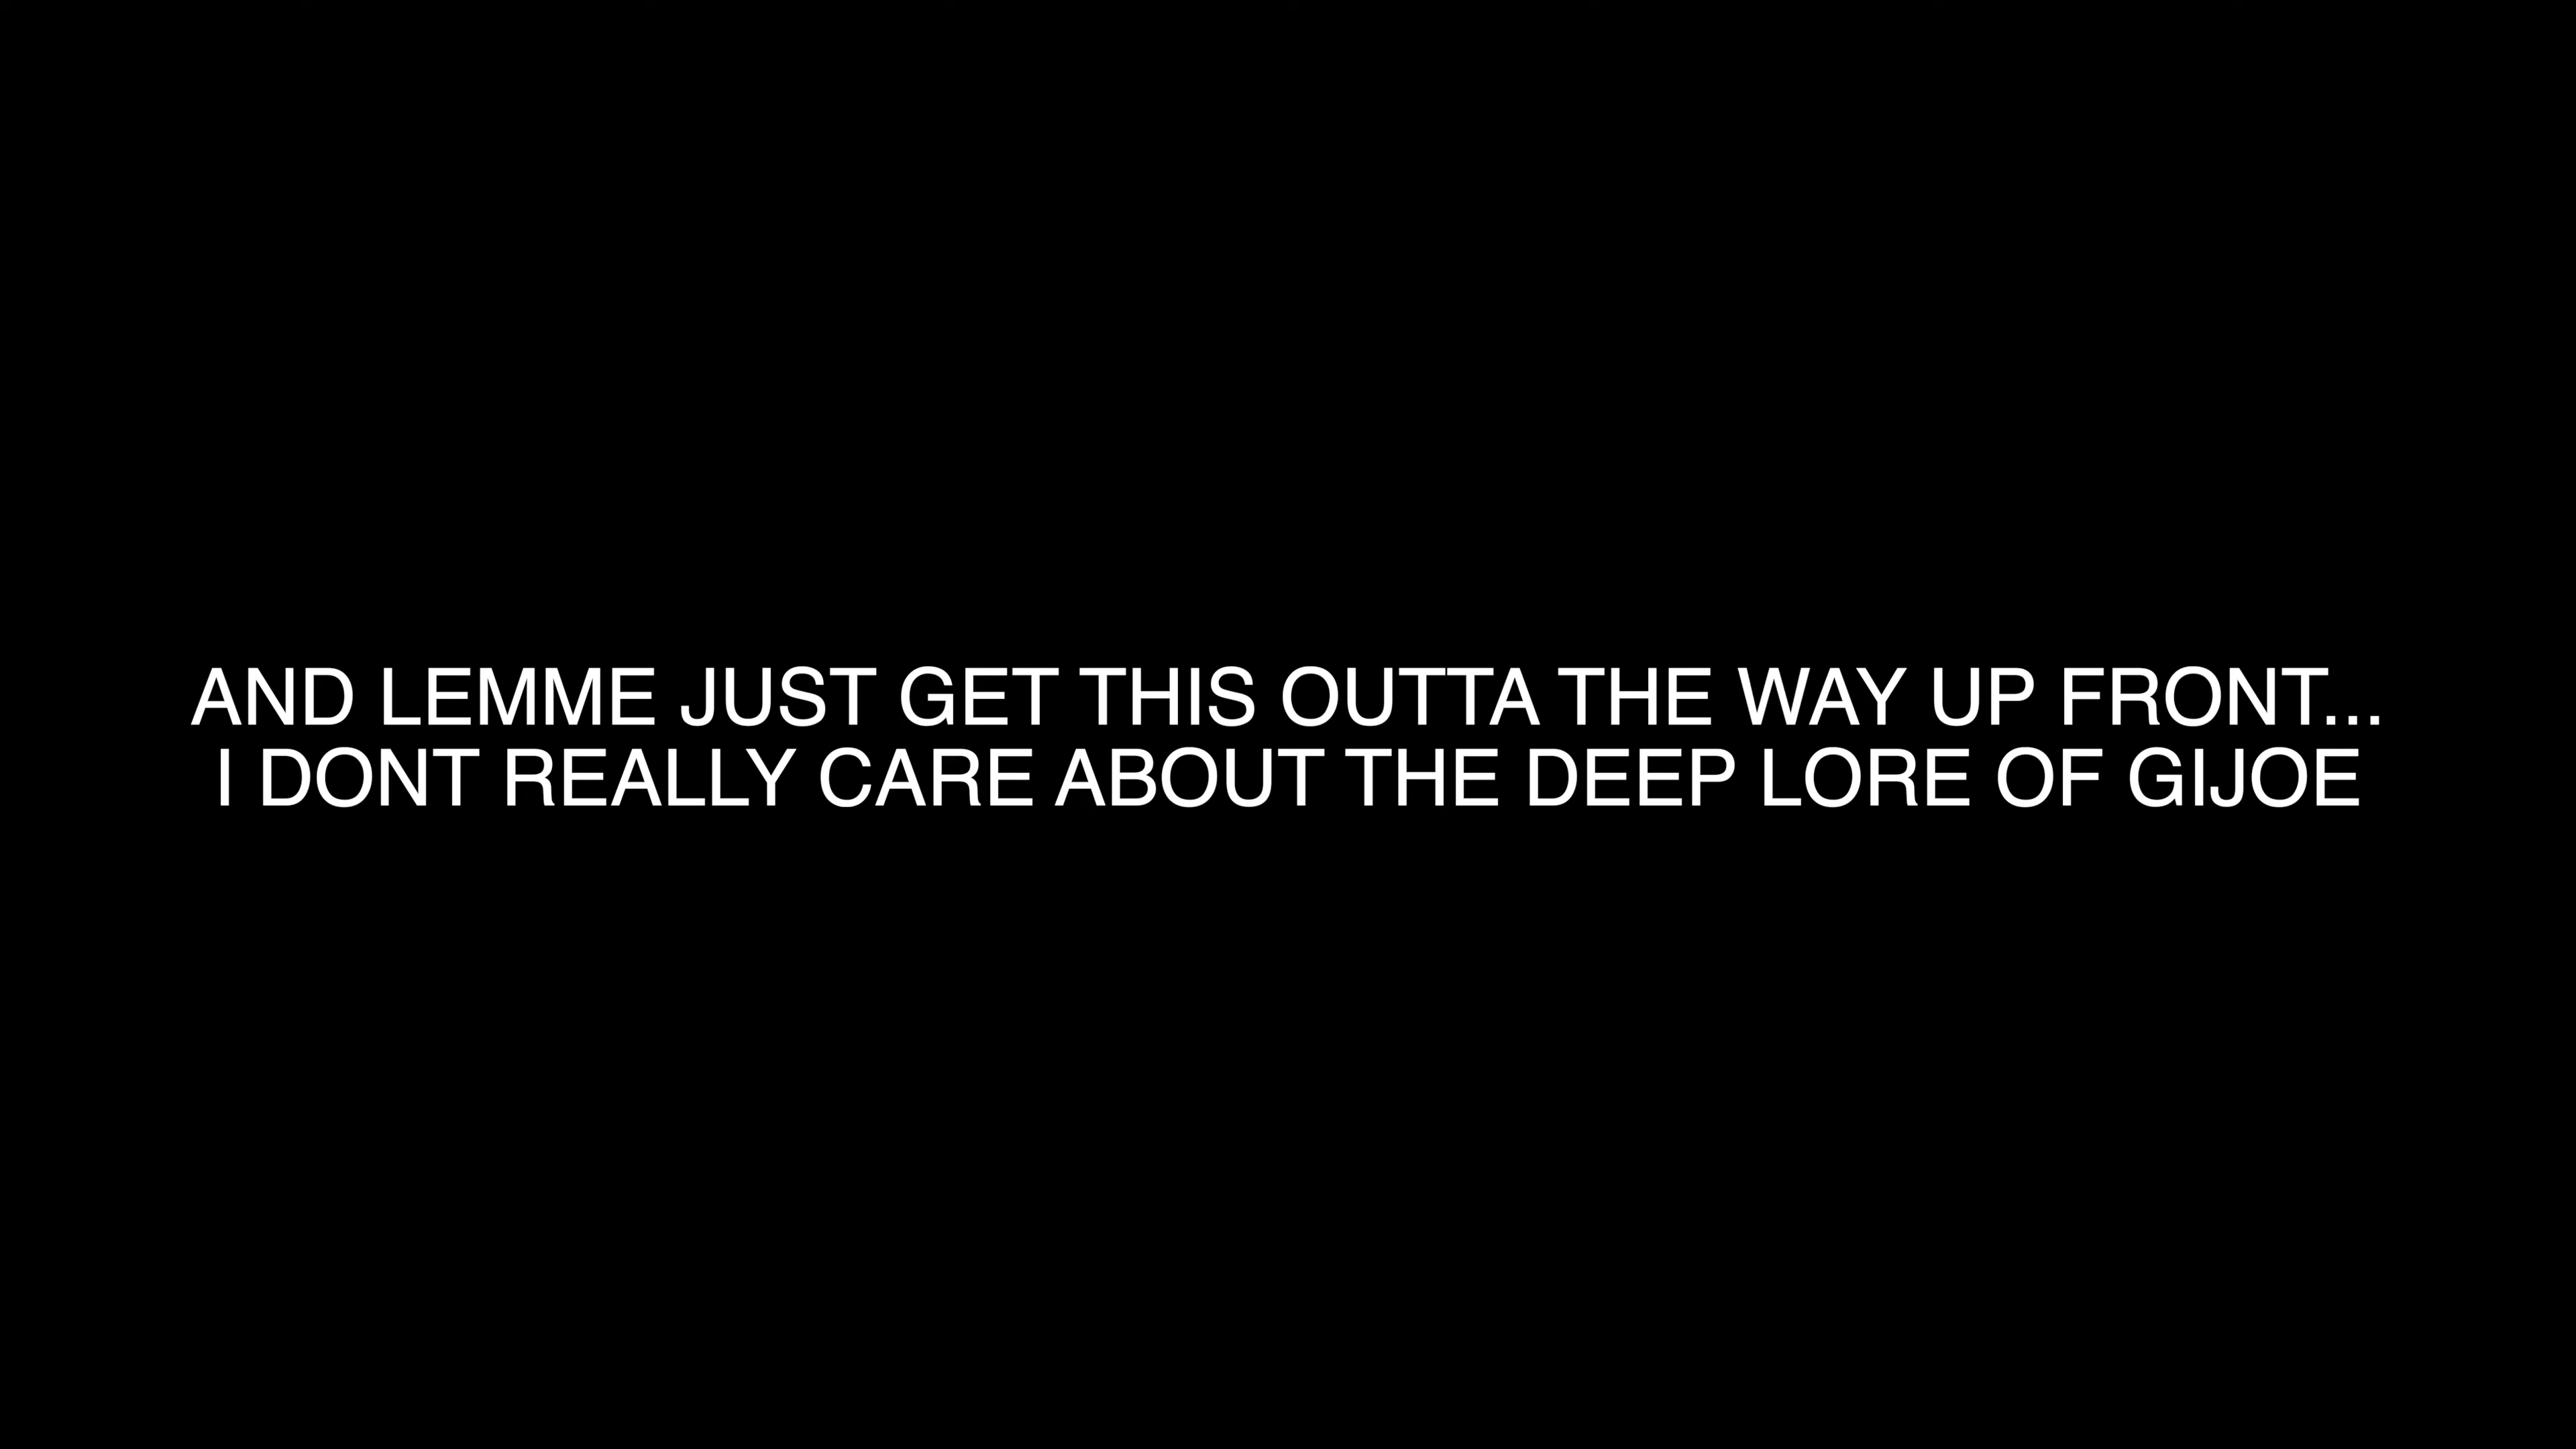 AND LEMME JUST GET THIS OUTTA THE WAY UP FRONT...
I DONT REALLY CARE ABOUT THE DEEP LORE OF GIJOE